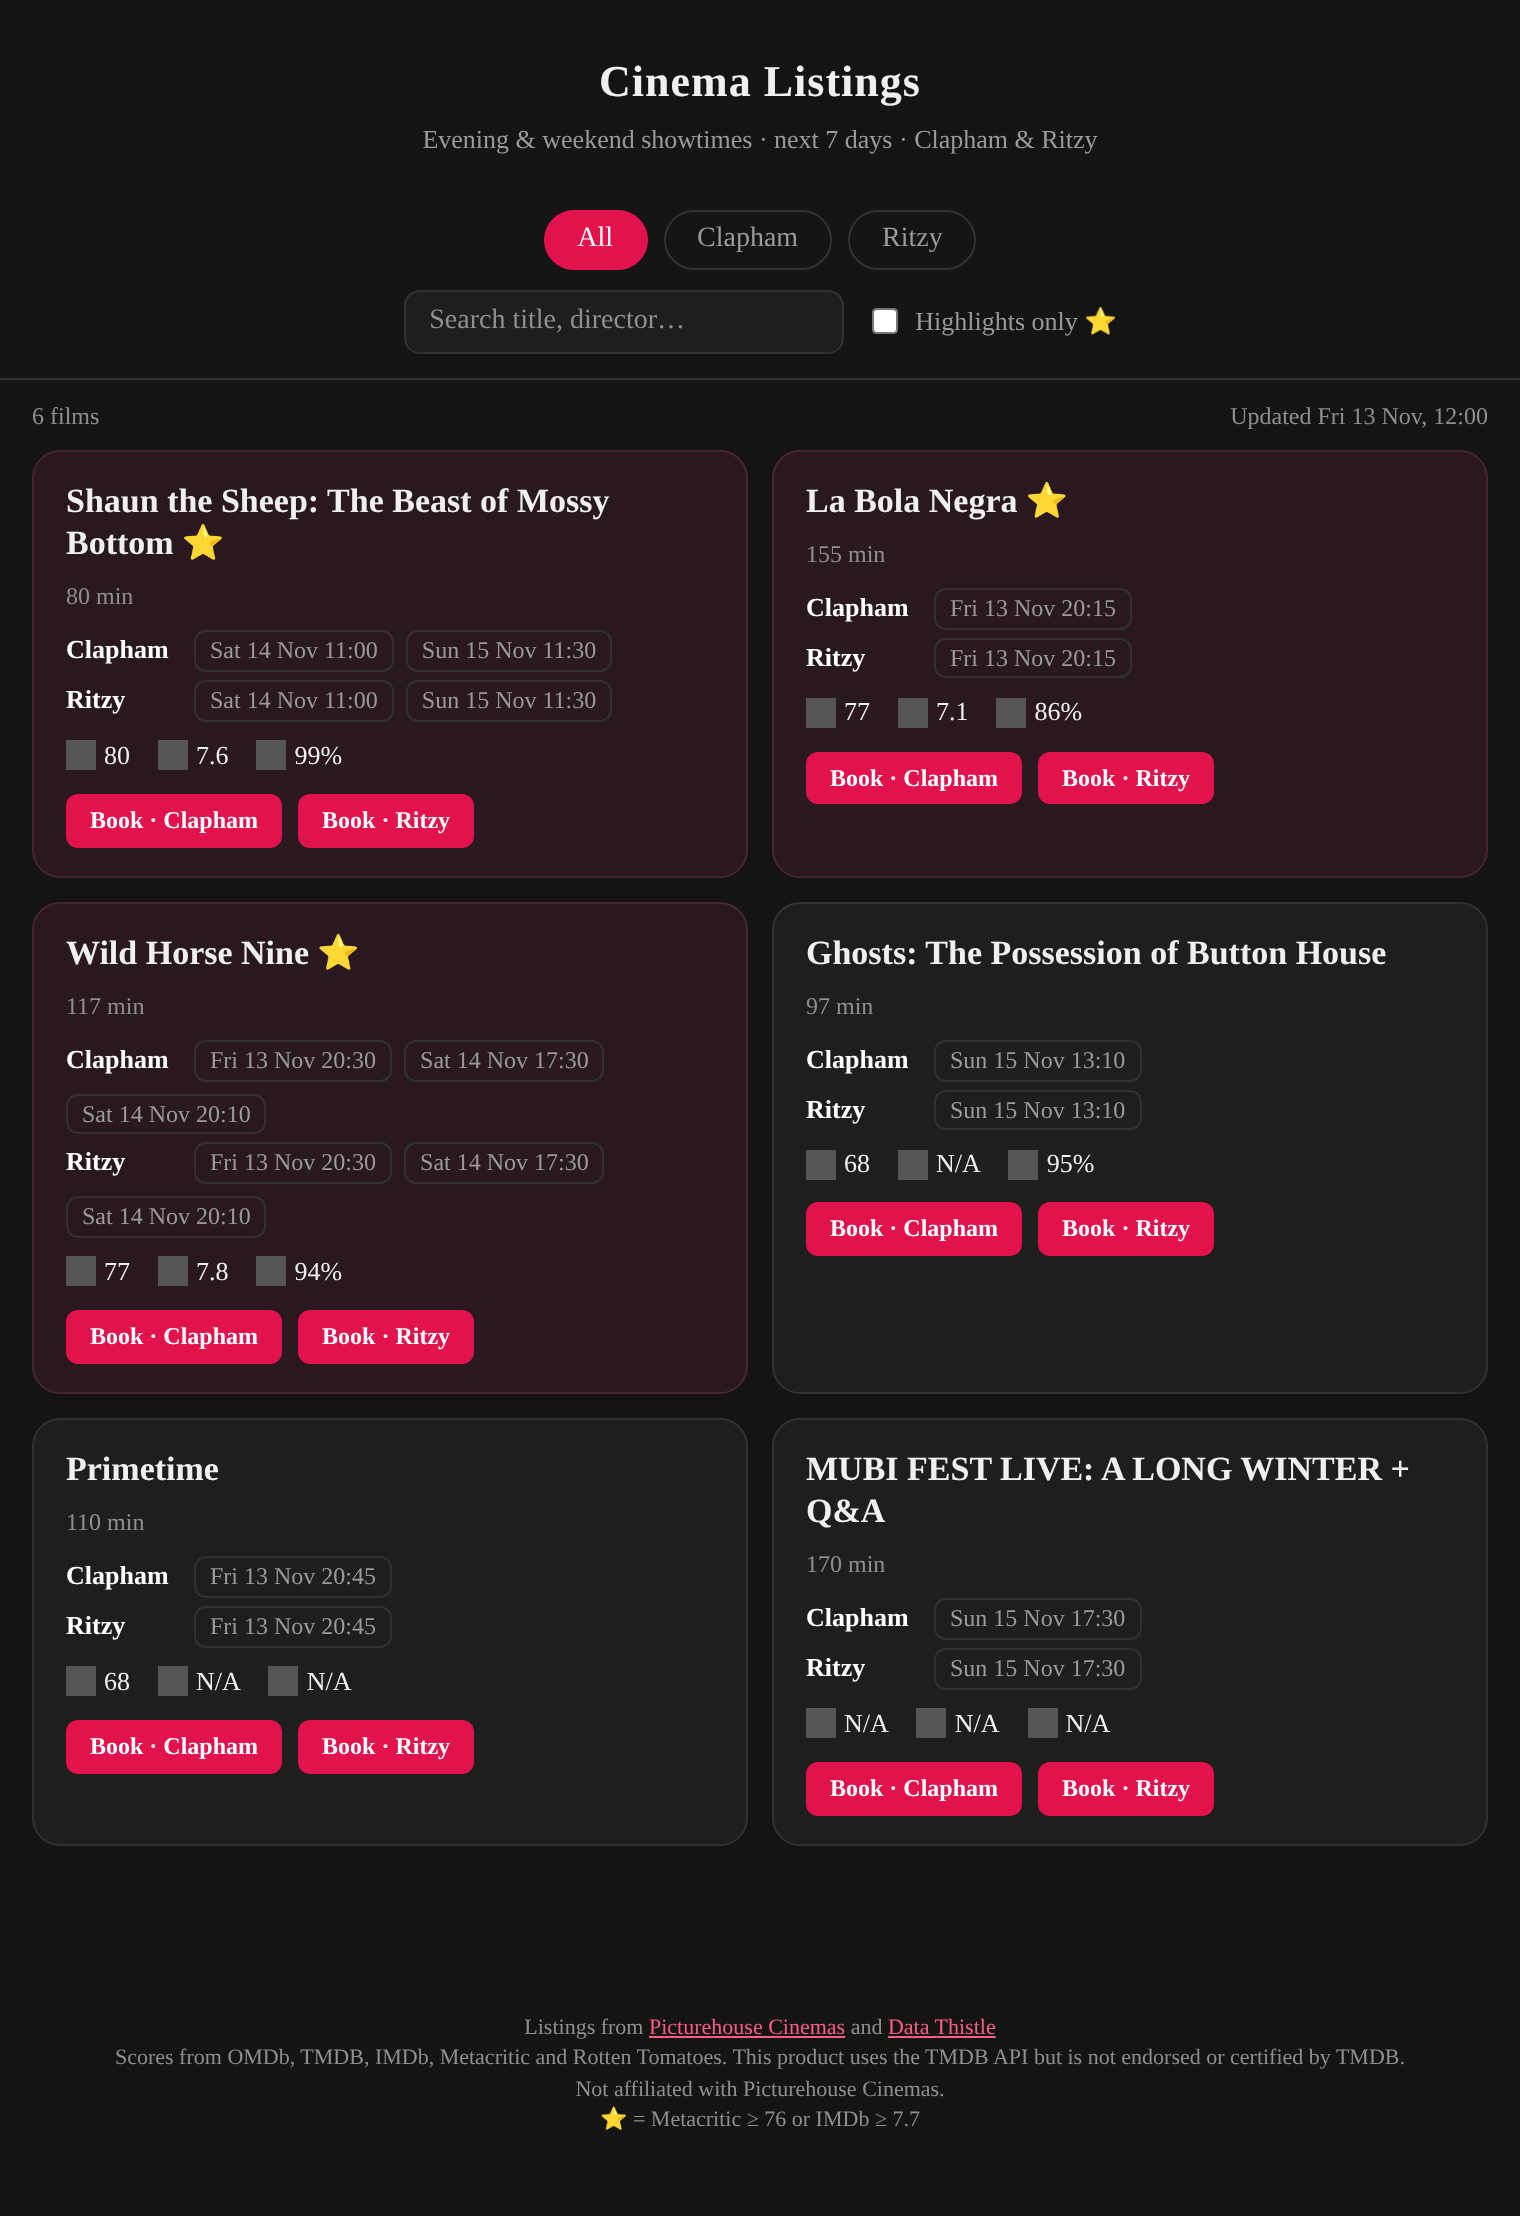 Cinema Listings
Evening & weekend showtimes · next 7 days · Clapham & Ritzy
All Clapham Ritzy
Search title, director… Highlights only ⭐
6 films Updated Fri 13 Nov, 12:00
Shaun the Sheep: The Beast of Mossy
Bottom ⭐
80 min
Clapham Sat 14 Nov 11:00 Sun 15 Nov 11:30
Ritzy Sat 14 Nov 11:00 Sun 15 Nov 11:30
80 7.6 99%
Book · Clapham Book · Ritzy
La Bola Negra ⭐
155 min
Clapham Fri 13 Nov 20:15
Ritzy Fri 13 Nov 20:15
77 7.1 86%
Book · Clapham Book · Ritzy
Wild Horse Nine ⭐
117 min
Clapham Fri 13 Nov 20:30 Sat 14 Nov 17:30
Sat 14 Nov 20:10
Ritzy Fri 13 Nov 20:30 Sat 14 Nov 17:30
Sat 14 Nov 20:10
77 7.8 94%
Book · Clapham Book · Ritzy
Ghosts: The Possession of Button House
97 min
Clapham Sun 15 Nov 13:10
Ritzy Sun 15 Nov 13:10
68 N/A 95%
Book · Clapham Book · Ritzy
Primetime
110 min
Clapham Fri 13 Nov 20:45
Ritzy Fri 13 Nov 20:45
68 N/A N/A
Book · Clapham Book · Ritzy
MUBI FEST LIVE: A LONG WINTER +
Q&A
170 min
Clapham Sun 15 Nov 17:30
Ritzy Sun 15 Nov 17:30
N/A N/A N/A
Book · Clapham Book · Ritzy
Listings from Picturehouse Cinemas and Data Thistle
Scores from OMDb, TMDB, IMDb, Metacritic and Rotten Tomatoes. This product uses the TMDB API but is not endorsed or certified by TMDB.
Not affiliated with Picturehouse Cinemas.
⭐ = Metacritic ≥ 76 or IMDb ≥ 7.7